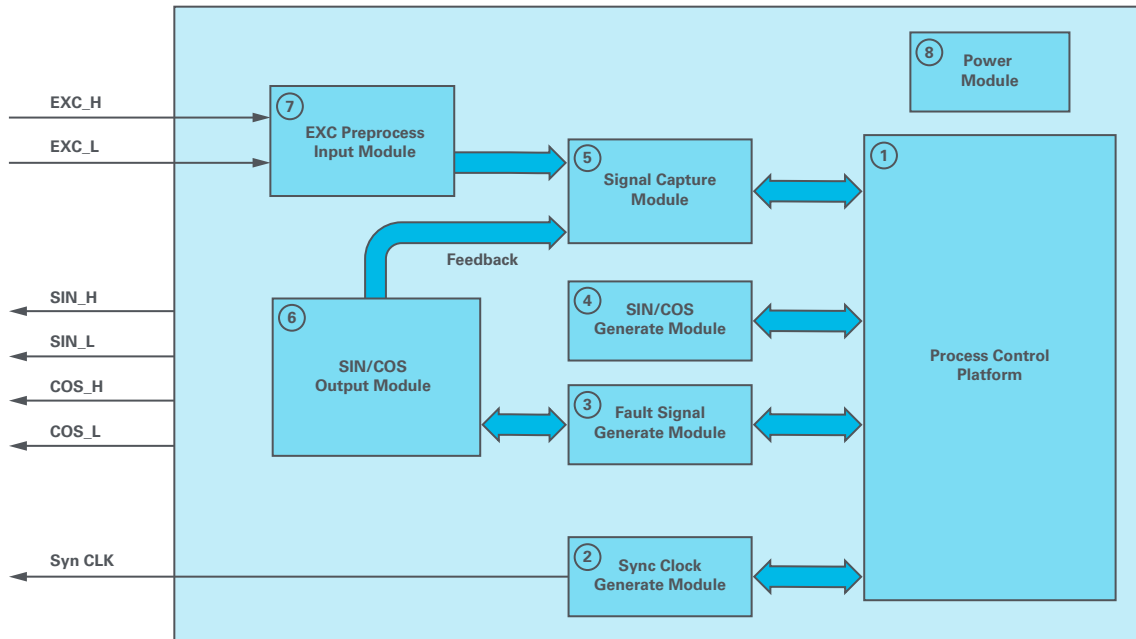 8
Power
Module
EXC_H
7
EXC Preprocess
Input Module
EXC_L
5
Signal Capture
Module
1
Process Control
Platform
Feedback
SIN_H
SIN_L
COS_H
COS_L
6
SIN/COS
Output Module
4
SIN/COS
Generate Module
3
Fault Signal
Generate Module
Syn CLK
2
Sync Clock
Generate Module